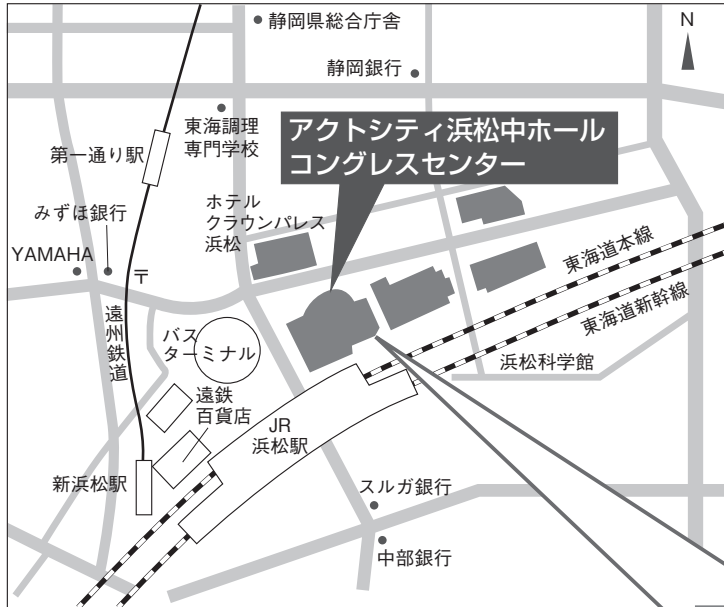 静岡県総合庁舎
N
静岡銀行
東海調理
専門学校
アクトシティ浜松中ホール
コングレスセンター
第一通り駅
みずほ銀行
ホテル
クラウンパレス
浜松
YAMAHA
〒
東海道本線
東海道新幹線
遠州鉄道
バス
ターミナル
浜松科学館
遠鉄
百貨店
JR
浜松駅
新浜松駅
スルガ銀行
中部銀行